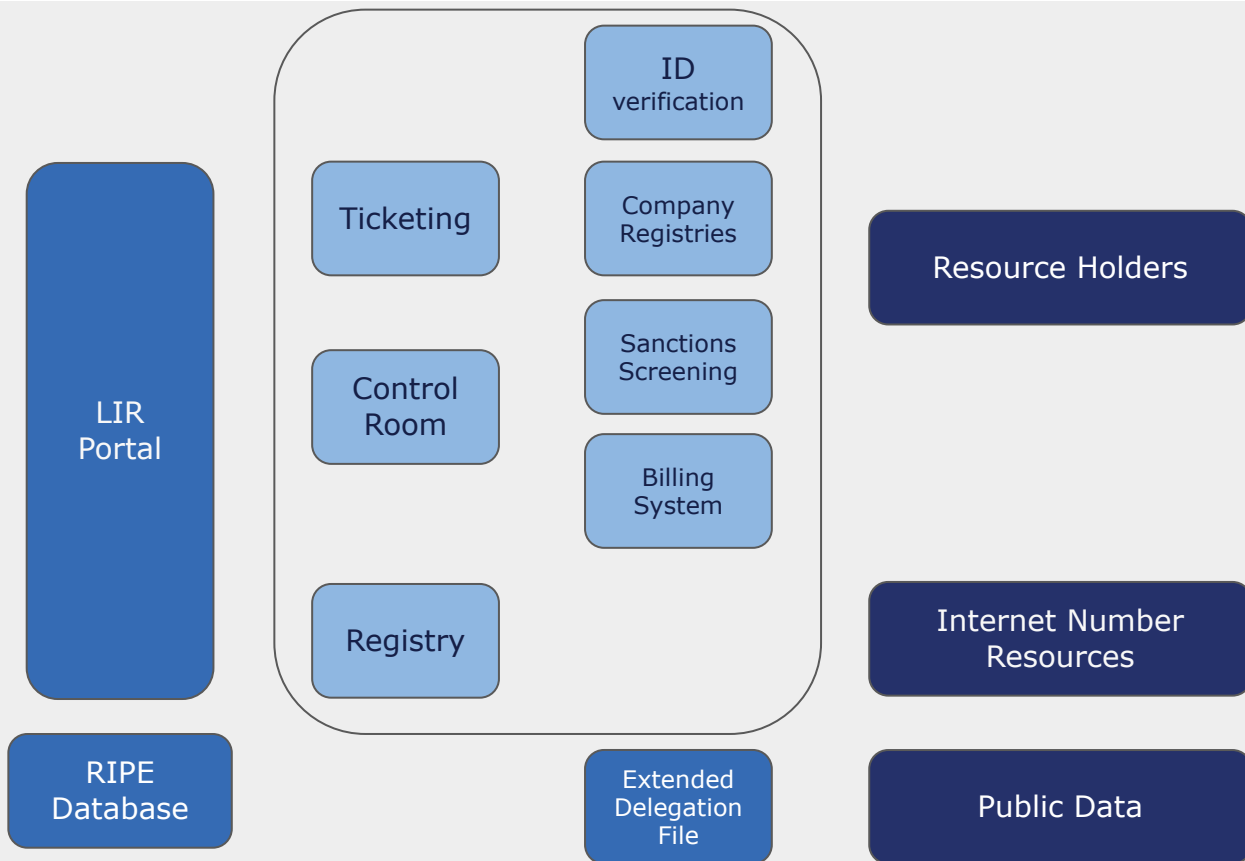 ID
verification
Ticketing
Company
Registries
Resource Holders
Sanctions
Screening
LIR
Portal
Control
Room
Billing
System
Registry
Internet Number
Resources
RIPE
Database
Extended
Delegation
File
Public Data